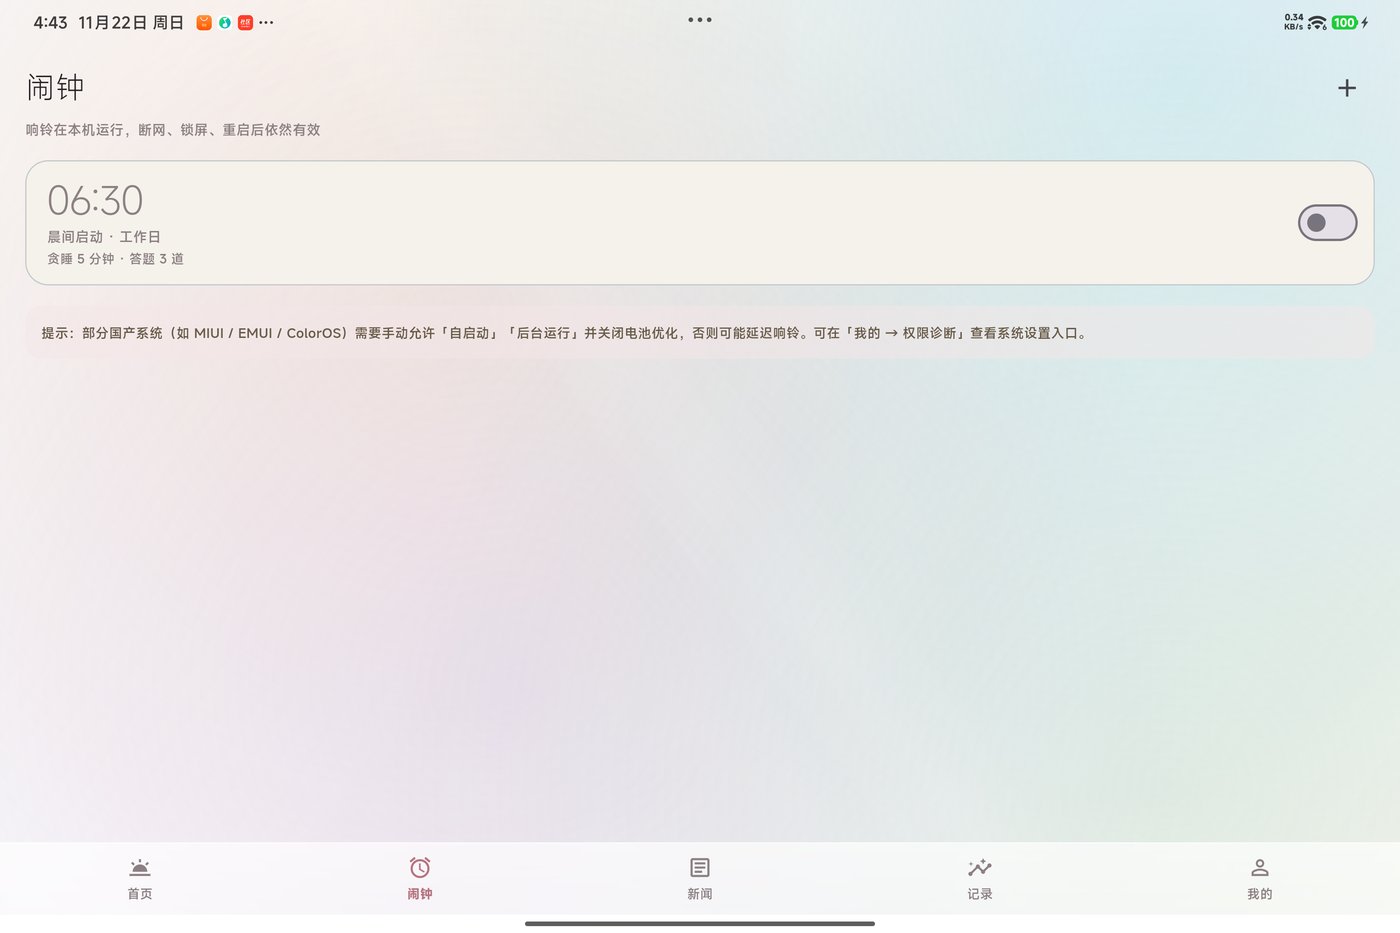 4:43 11月22日 周日
0.34 KB/s
100
闹钟
响铃在本机运行，断网、锁屏、重启后依然有效
06:30
晨间启动 · 工作日
贪睡 5 分钟 · 答题 3 道
提示：部分国产系统（如 MIUI / EMUI / ColorOS）需要手动允许「自启动」「后台运行」并关闭电池优化，否则可能延迟响铃。可在「我的 → 权限诊断」查看系统设置入口。
首页
闹钟
新闻
记录
我的